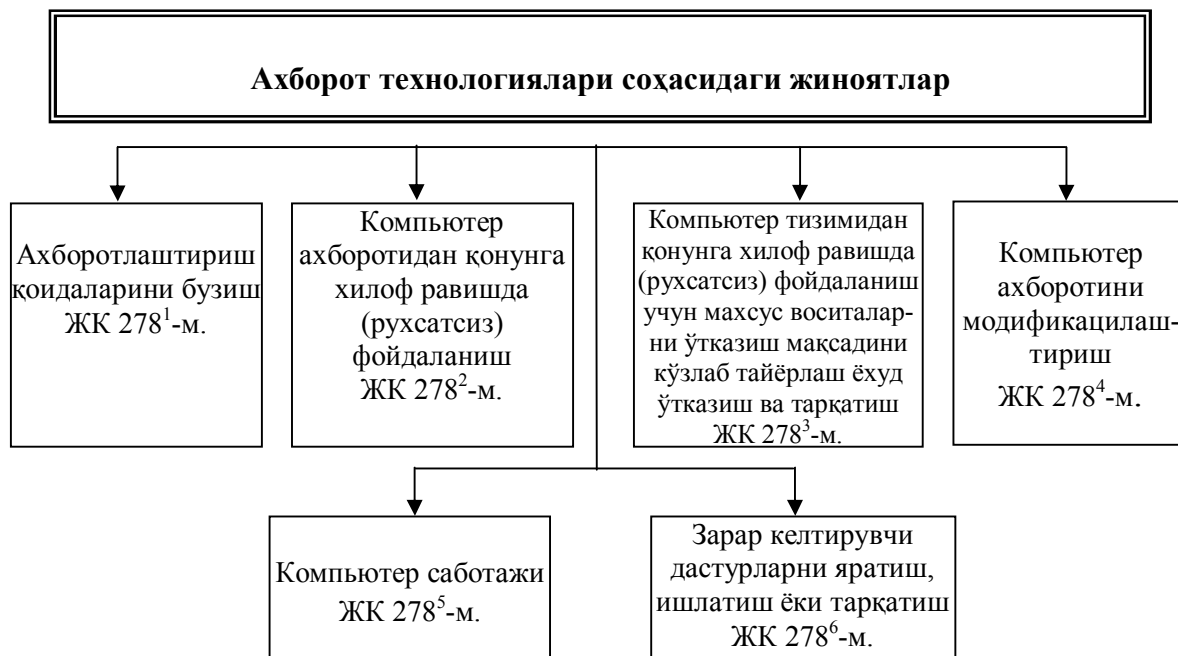 Ахборот технологиялари соҳасидаги жиноятлар
Ахборотлаштириш
қоидаларини бузиш
ЖК 278¹-м.
Компьютер
ахборотидан қонунга
хилоф равишда
(рухсатсиз)
фойдаланиш
ЖК 278²-м.
Компьютер тизимидан
қонунга хилоф равишда
(рухсатсиз) фойдаланиш
учун махсус воситалар-
ни ўтказиш мақсадини
кўзлаб тайёрлаш ёхуд
ўтказиш ва тарқатиш
ЖК 278³-м.
Компьютер
ахборотини
модификацилаш-
тириш
ЖК 278⁴-м.
Компьютер саботажи
ЖК 278⁵-м.
Зарар келтирувчи
дастурларни яратиш,
ишлатиш ёки тарқатиш
ЖК 278⁶-м.